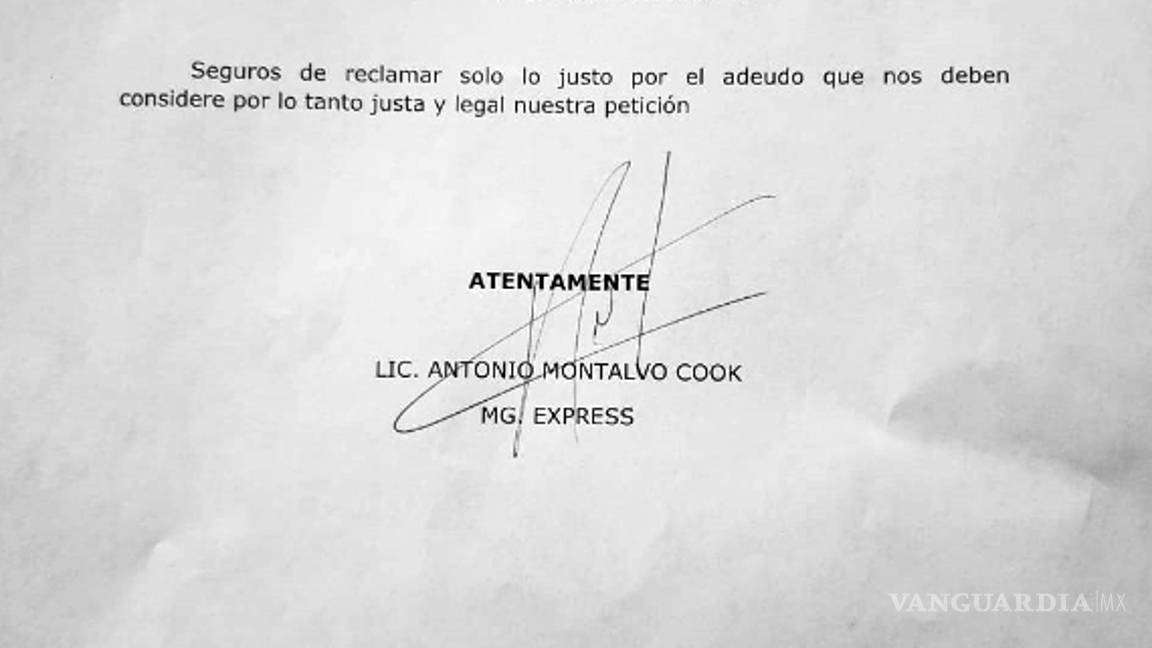 Seguros de reclamar solo lo justo por el adeudo que nos deben
considere por lo tanto justa y legal nuestra petición
ATENTAMENTE
LIC. ANTONIO MONTALVO COOK
MG. EXPRESS
VANGUARDIA|MX